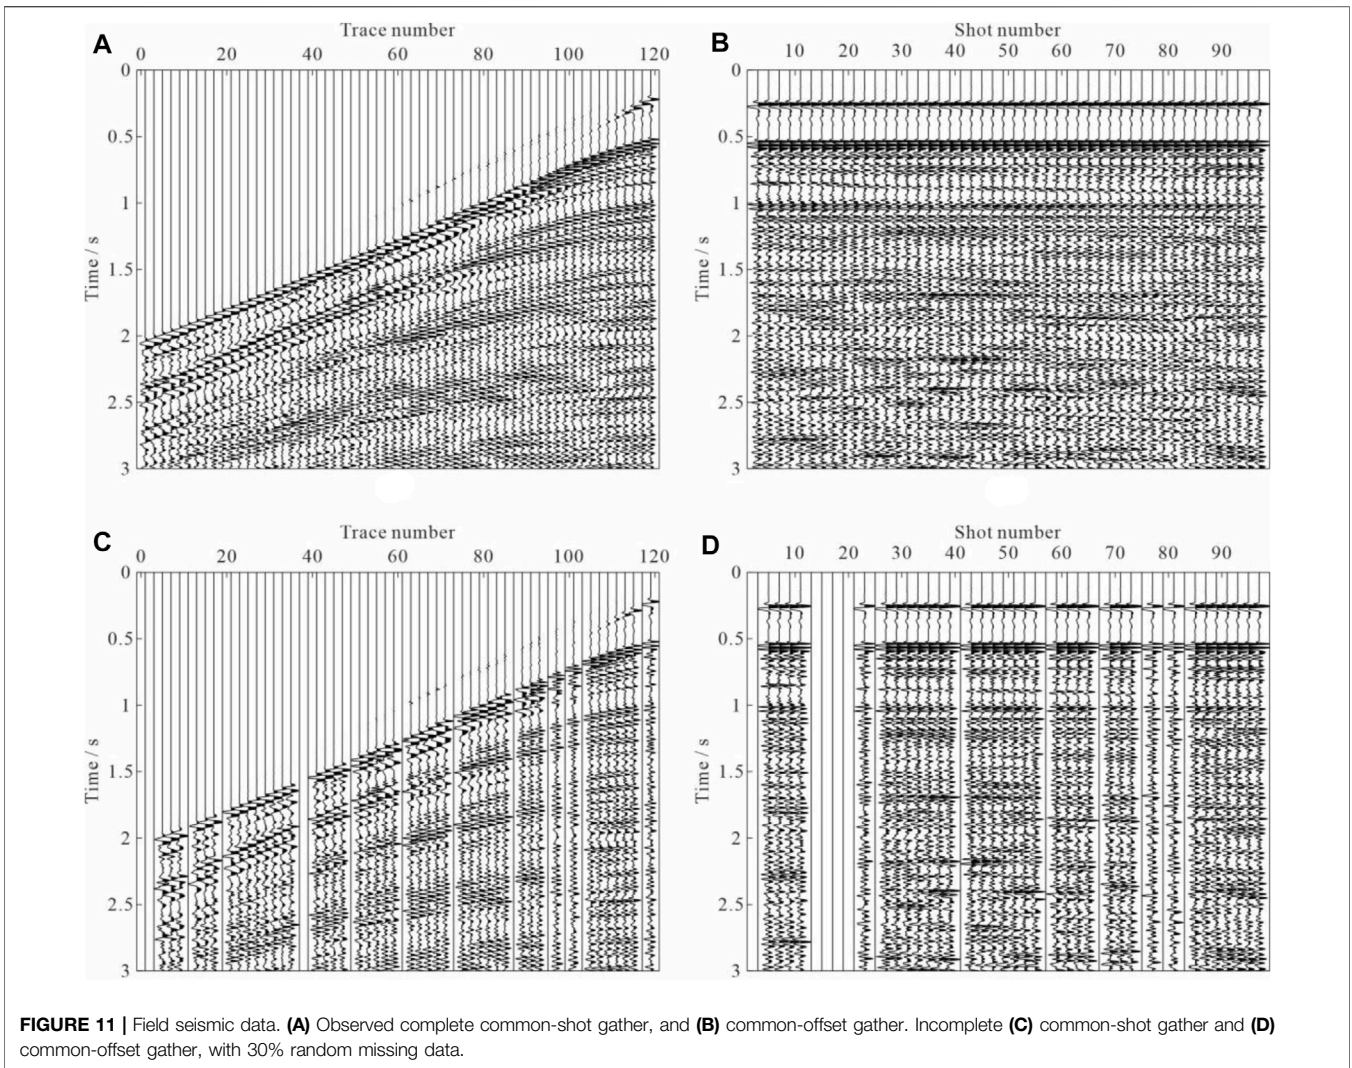 A
Trace number
0 20 40 60 80 100 120
0
0.5
1
1.5
2
2.5
3
Time / s
B
Shot number
10 20 30 40 50 60 70 80 90
0
0.5
1
1.5
2
2.5
3
Time / s
C
Trace number
0 20 40 60 80 100 120
0
0.5
1
1.5
2
2.5
3
Time / s
D
Shot number
10 20 30 40 50 60 70 80 90
0
0.5
1
1.5
2
2.5
3
Time / s
FIGURE 11 | Field seismic data. (A) Observed complete common-shot gather, and (B) common-offset gather. Incomplete (C) common-shot gather and (D)
common-offset gather, with 30% random missing data.